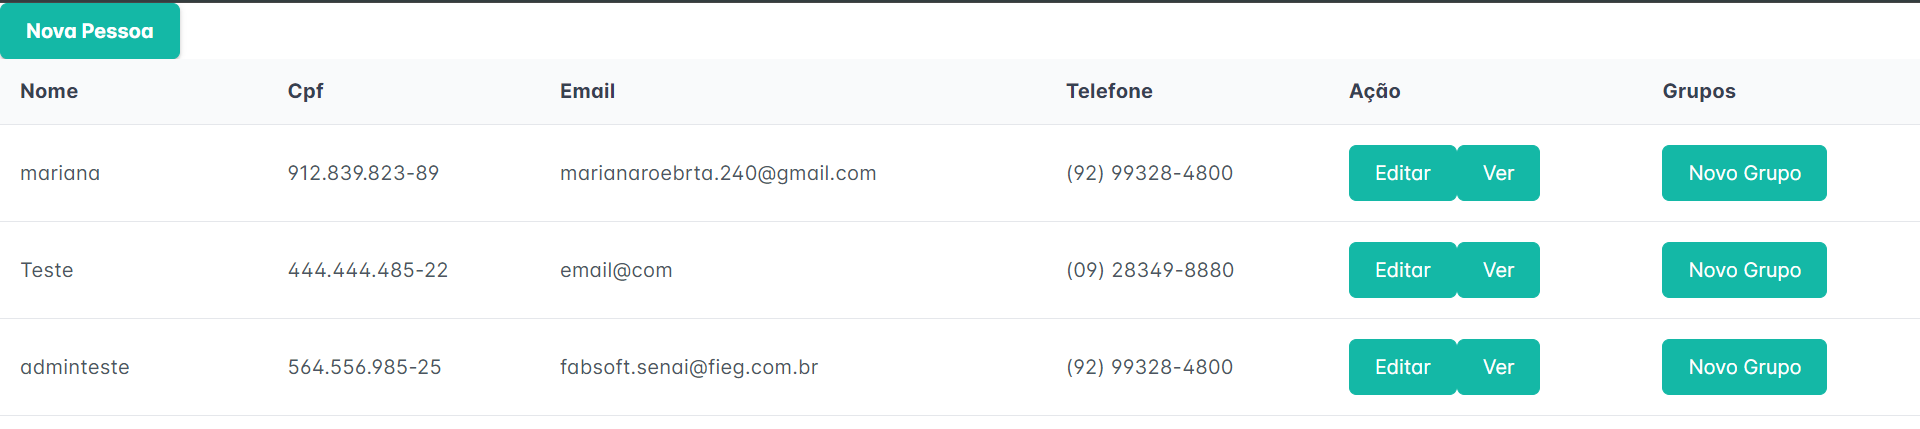 Nova Pessoa
Nome Cpf Email Telefone Ação Grupos
mariana 912.839.823-89 marianaroebrta.240@gmail.com (92) 99328-4800 Editar Ver Novo Grupo
Teste 444.444.485-22 email@com (09) 28349-8880 Editar Ver Novo Grupo
adminteste 564.556.985-25 fabsoft.senai@fieg.com.br (92) 99328-4800 Editar Ver Novo Grupo